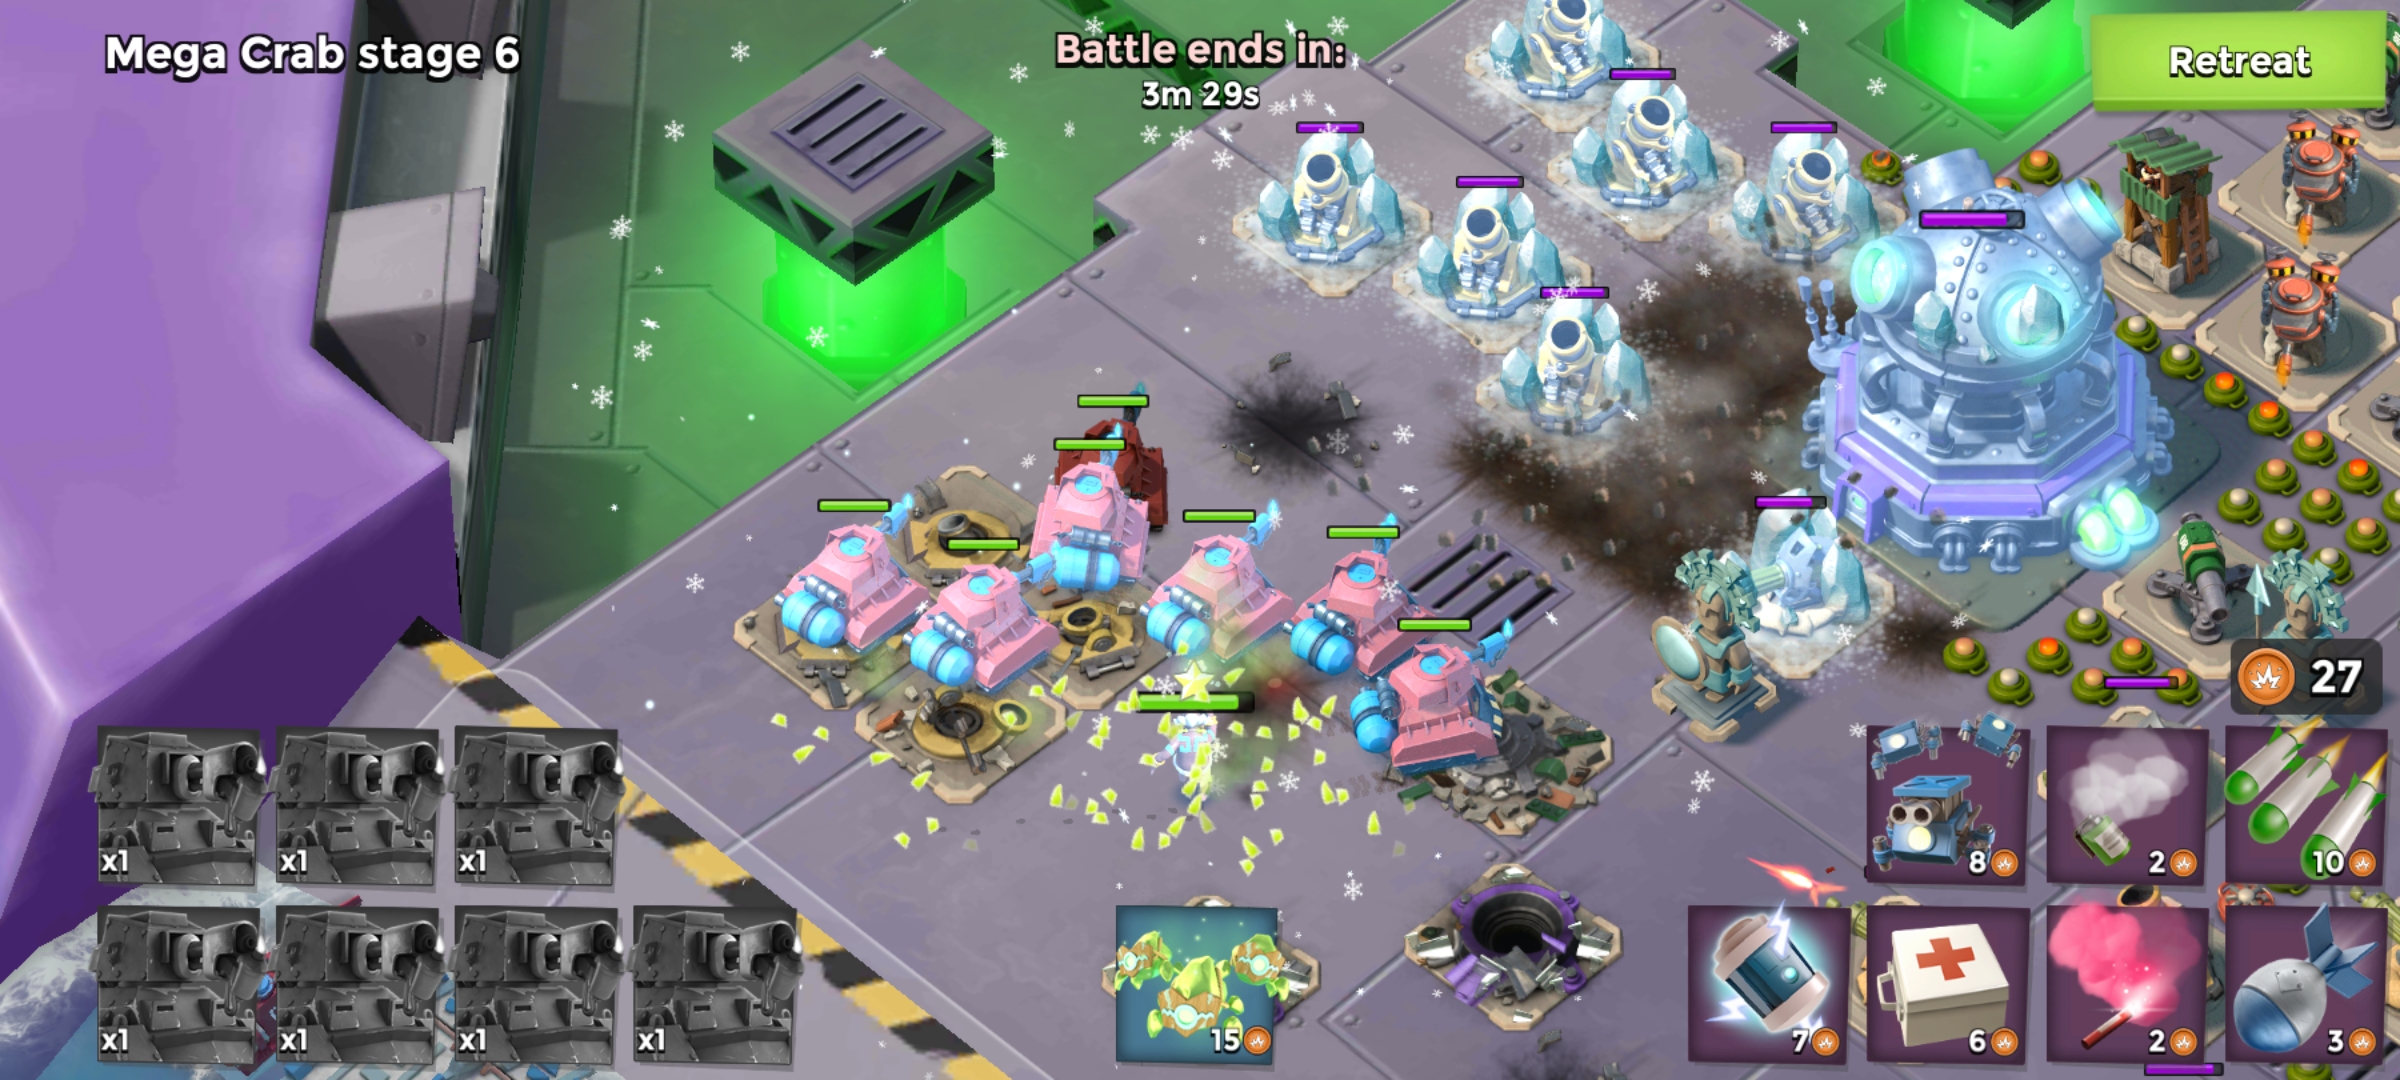 Mega Crab stage 6
Battle ends in:
3m 29s
Retreat
27
x1
x1
x1
8
2
10
x1
x1
x1
x1
15
7
6
2
3